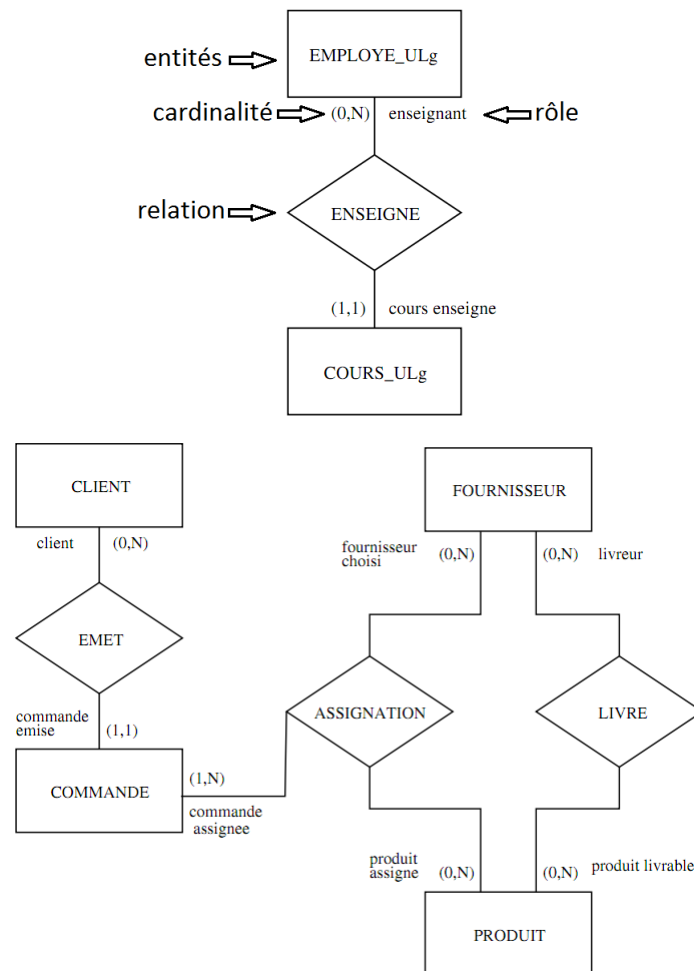 entités
EMPLOYE_ULg
cardinalité
(0,N)
enseignant
rôle
relation
ENSEIGNE
(1,1)
cours enseigne
COURS_ULg
CLIENT
client
(0,N)
EMET
commande
emise
(1,1)
COMMANDE
(1,N)
commande
assignee
FOURNISSEUR
fournisseur
choisi
(0,N)
(0,N)
livreur
ASSIGNATION
LIVRE
produit
assigne
(0,N)
(0,N)
produit livrable
PRODUIT